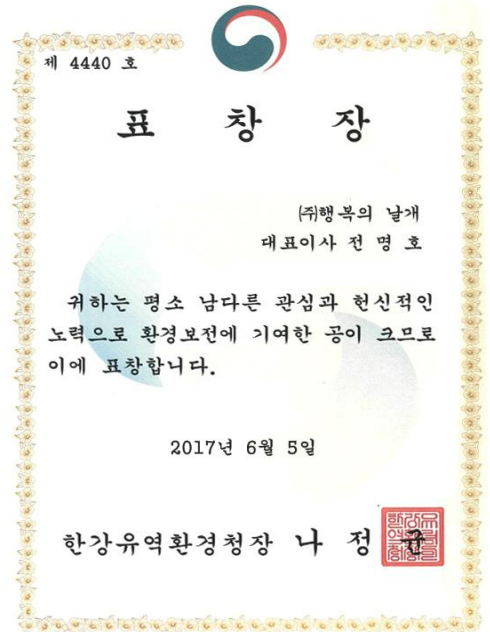 제 4440 호
표 창 장
㈜행복의 날개
대표이사 전 명 호
귀하는 평소 남다른 관심과 헌신적인
노력으로 환경보전에 기여한 공이 크므로
이에 표창합니다.
2017년 6월 5일
한강유역환경청장 나 정 균